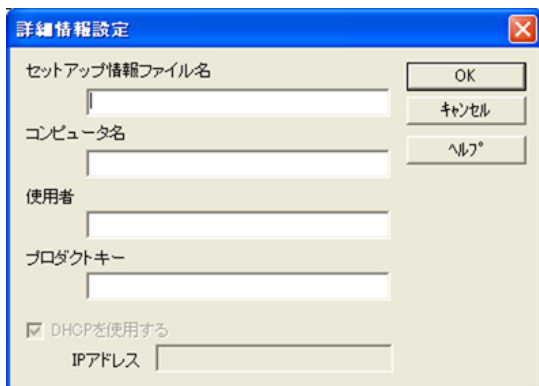 詳細情報設定
セットアップ情報ファイル名
OK
キャンセル
コンピュータ名
ヘルプ
使用者
プロダクトキー
DHCPを使用する
IPアドレス